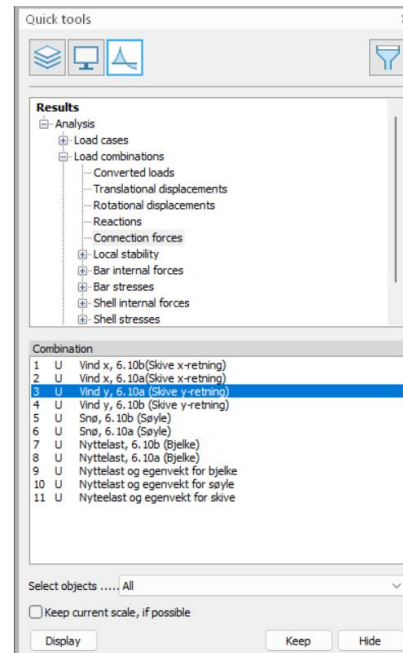 Quick tools
Results
Analysis
Load cases
Load combinations
Converted loads
Translational displacements
Rotational displacements
Reactions
Connection forces
Local stability
Bar internal forces
Bar stresses
Shell internal forces
Shell stresses
Combination
1 U Vind x, 6.10b(Skive x-retning)
2 U Vind x, 6.10a(Skive x-retning)
3 U Vind y, 6.10a (Skive y-retning)
4 U Vind y, 6.10b (Skive y-retning)
5 U Snø, 6.10b (Søyle)
6 U Snø, 6.10a (Søyle)
7 U Nyttelast, 6.10b (Bjelke)
8 U Nyttelast, 6.10a (Bjelke)
9 U Nyttelast og egenvekt for bjelke
10 U Nyttelast og egenvekt for søyle
11 U Nyteelast og egenvekt for skive
Select objects ..... All
Keep current scale, if possible
Display Keep Hide